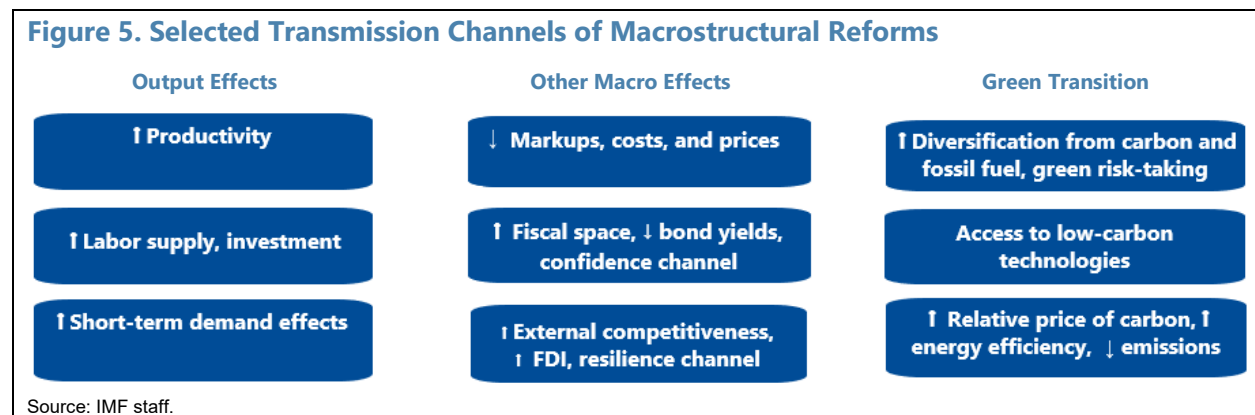 Figure 5. Selected Transmission Channels of Macrostructural Reforms
Output Effects
↑ Productivity
↑ Labor supply, investment
↑ Short-term demand effects
Other Macro Effects
↓ Markups, costs, and prices
↑ Fiscal space, ↓ bond yields,
confidence channel
↑ External competitiveness,
↑ FDI, resilience channel
Green Transition
↑ Diversification from carbon and
fossil fuel, green risk-taking
Access to low-carbon
technologies
↑ Relative price of carbon, ↑
energy efficiency, ↓ emissions
Source: IMF staff.